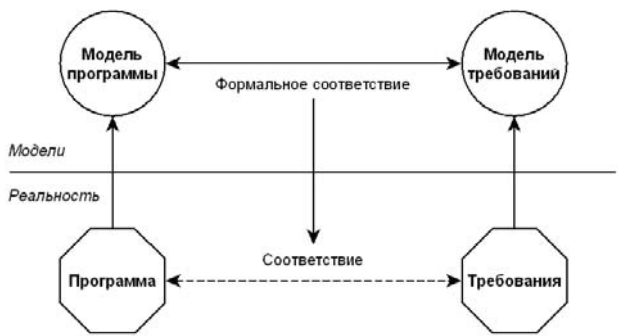 Модель
программы
Модель
требований
Формальное соответствие
Модели
Реальность
Соответствие
Программа
Требования